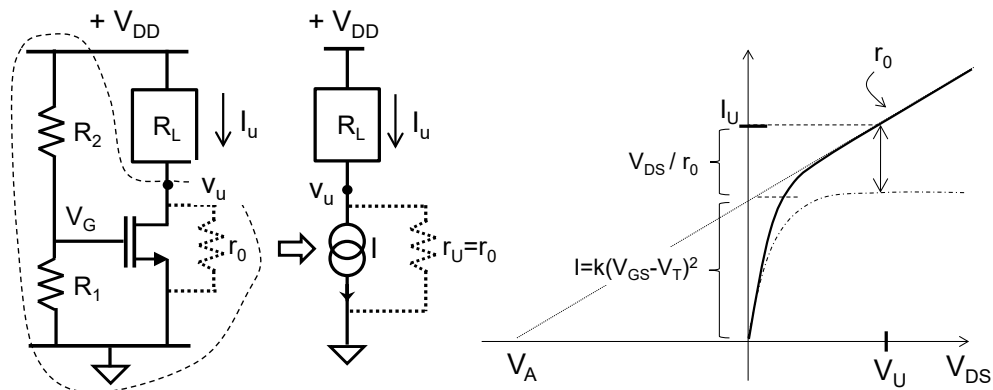 + V_DD
+ V_DD
R_2
R_L
I_u
v_u
V_G
r_0
R_1
R_L
I_u
v_u
I
r_U=r_0
r_0
I_U
V_DS / r_0
I=k(V_GS-V_T)^2
V_A
V_U
V_DS